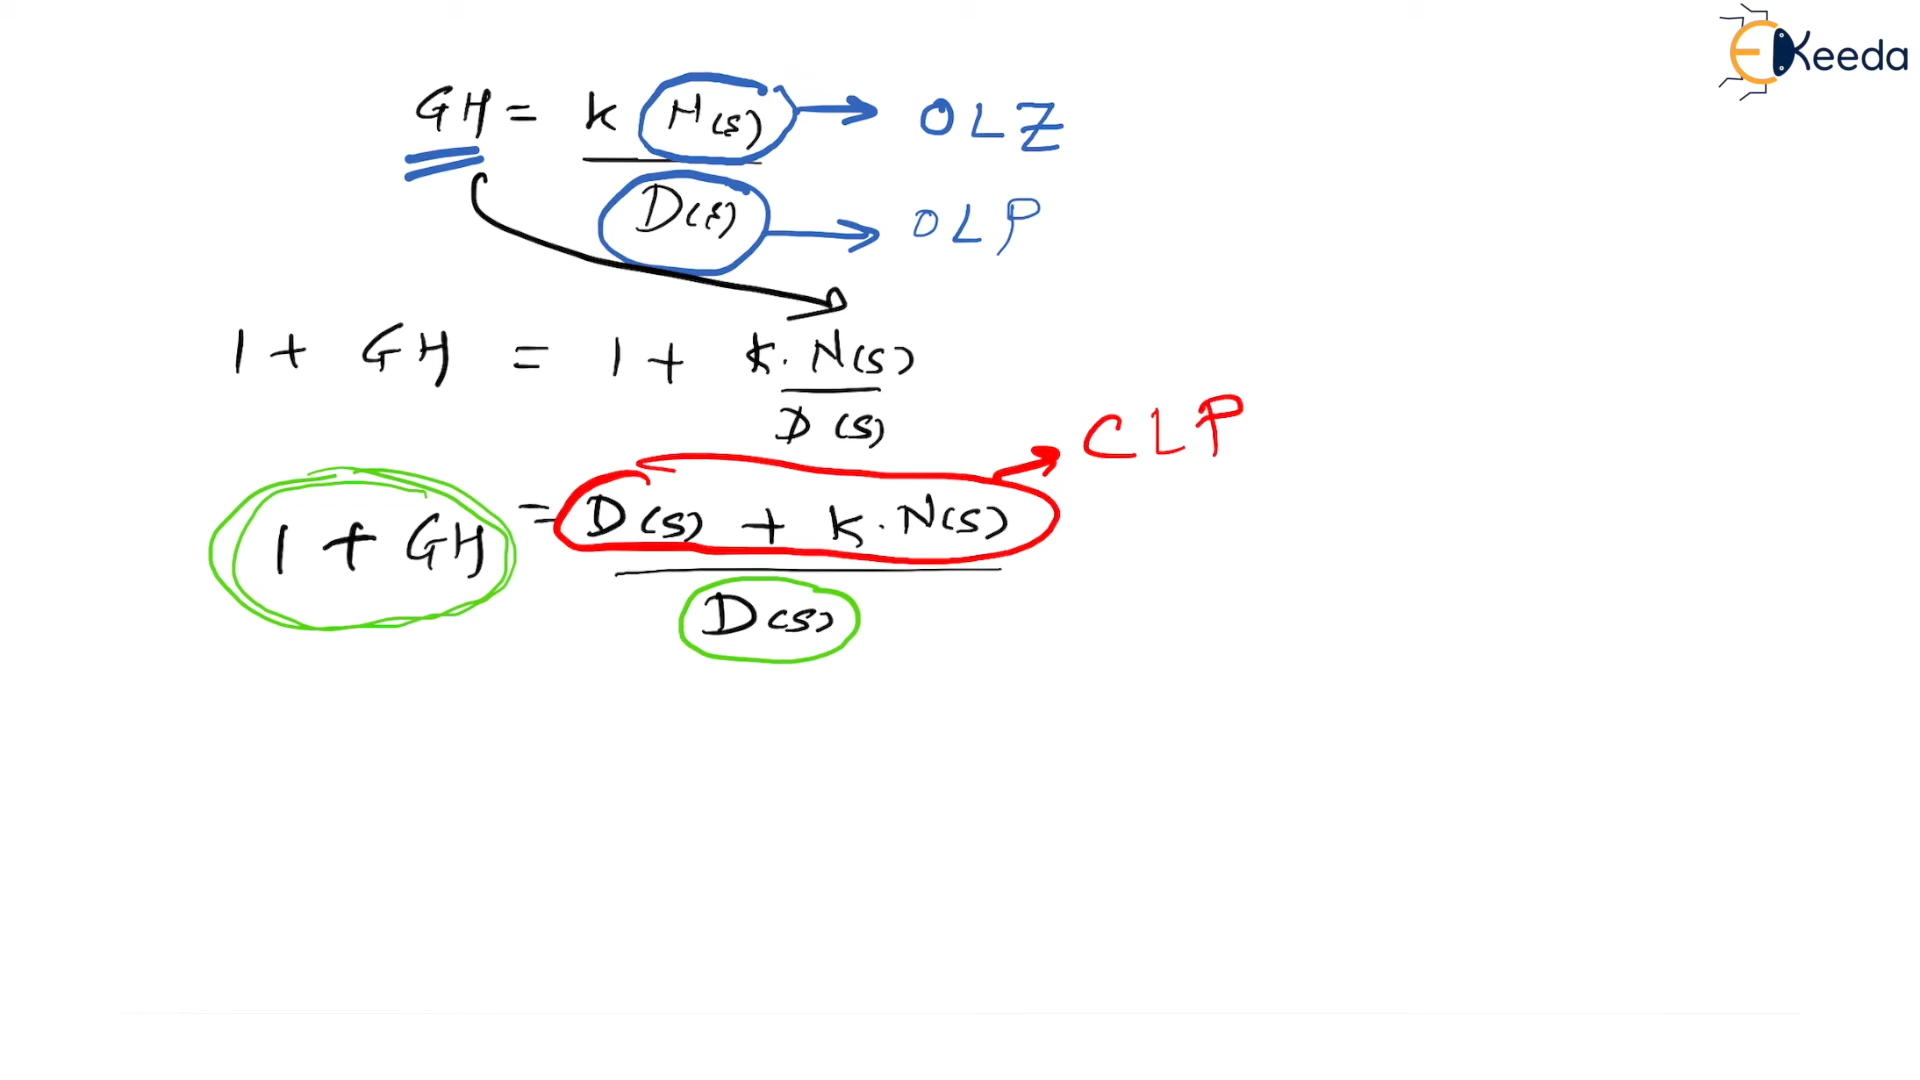 EKeeda
GH = K N(s) → OLZ
D(s) → OLP
1 + GH = 1 + K. N(s)
D(s)
CLP
1 + GH = D(s) + K. N(s)
D(s)